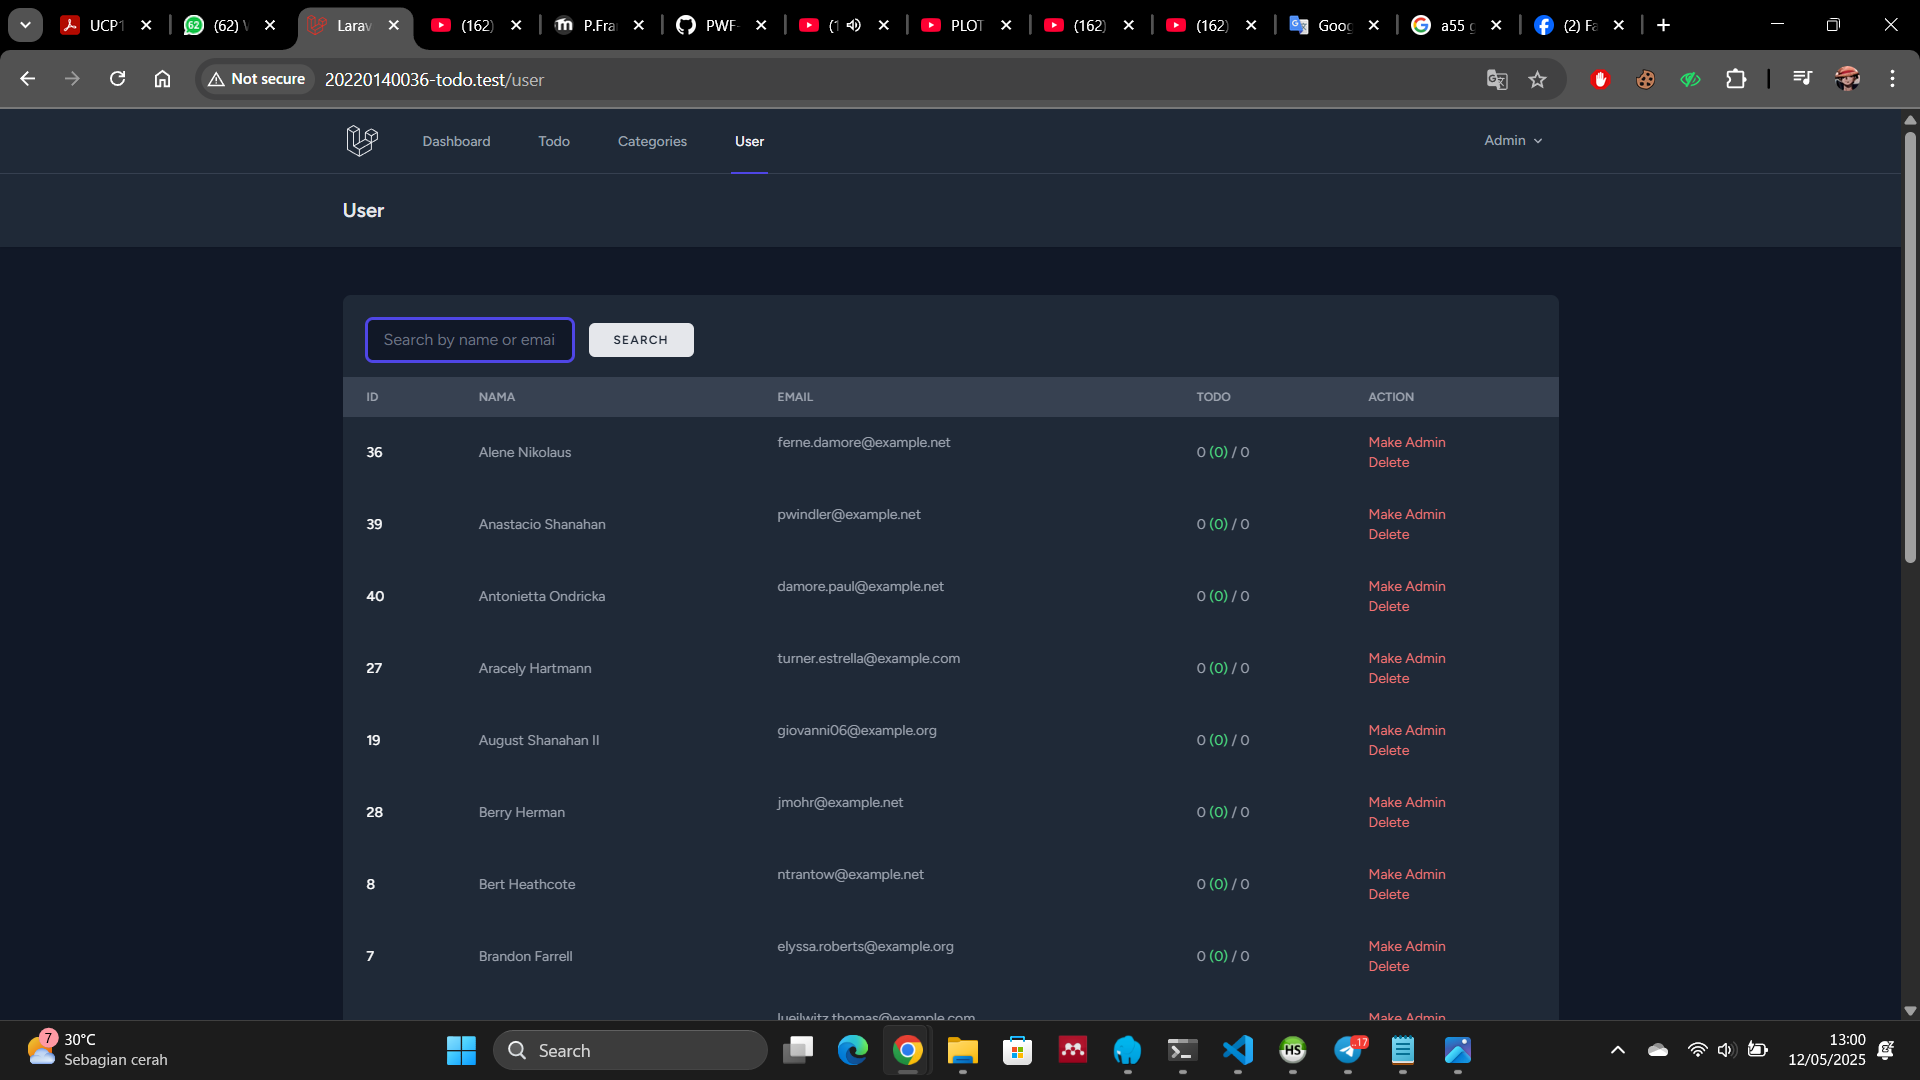 UCP1
(62) W
Larav
(162)
P.Fra
PWF-
(1
PLOT
(162)
(162)
Goog
a55 g
(2) Fa
Not secure
20220140036-todo.test/user
Dashboard
Todo
Categories
User
Admin
User
Search by name or emai
SEARCH
ID NAMA EMAIL TODO ACTION
36 Alene Nikolaus ferne.damore@example.net 0 (0) / 0 Make Admin
Delete
39 Anastacio Shanahan pwindler@example.net 0 (0) / 0 Make Admin
Delete
40 Antonietta Ondricka damore.paul@example.net 0 (0) / 0 Make Admin
Delete
27 Aracely Hartmann turner.estrella@example.com 0 (0) / 0 Make Admin
Delete
19 August Shanahan II giovanni06@example.org 0 (0) / 0 Make Admin
Delete
28 Berry Herman jmohr@example.net 0 (0) / 0 Make Admin
Delete
8 Bert Heathcote ntrantow@example.net 0 (0) / 0 Make Admin
Delete
7 Brandon Farrell elyssa.roberts@example.org 0 (0) / 0 Make Admin
Delete
lueilwitz.thomas@example.com Make Admin
7
30°C
Sebagian cerah
Search
HS
17
13:00
12/05/2025